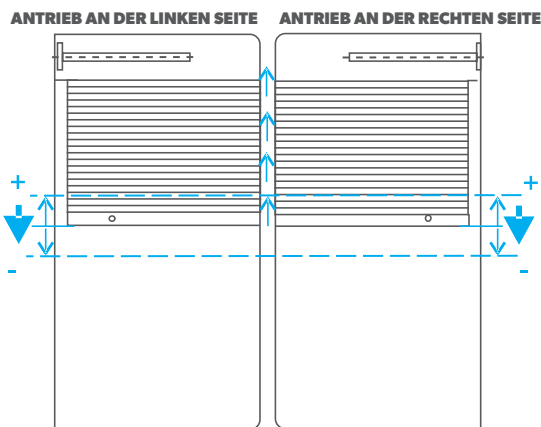 ANTRIEB AN DER LINKEN SEITE
ANTRIEB AN DER RECHTEN SEITE
+ +
- -